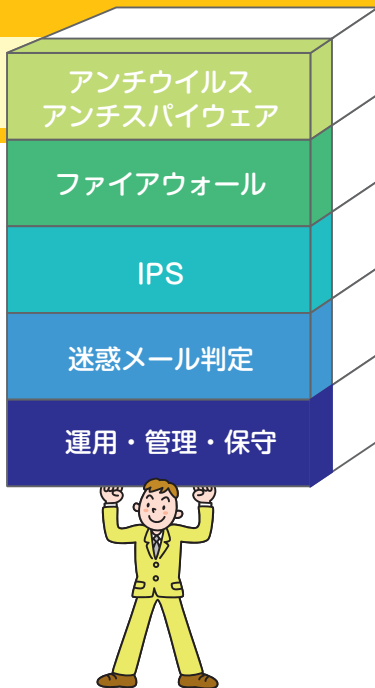 アンチウイルス
アンチスパイウェア
ファイアウォール
IPS
迷惑メール判定
運用・管理・保守